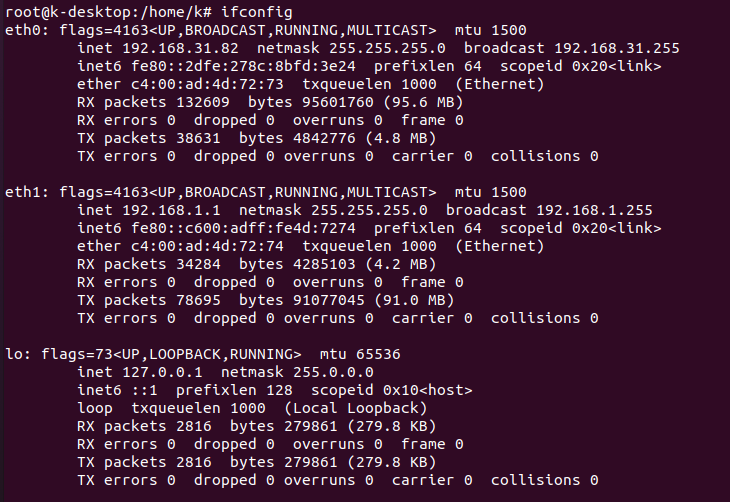 root@k-desktop:/home/k# ifconfig
eth0: flags=4163<UP,BROADCAST,RUNNING,MULTICAST>  mtu 1500
        inet 192.168.31.82  netmask 255.255.255.0  broadcast 192.168.31.255
        inet6 fe80::2dfe:278c:8bfd:3e24  prefixlen 64  scopeid 0x20<link>
        ether c4:00:ad:4d:72:73  txqueuelen 1000  (Ethernet)
        RX packets 132609  bytes 95601760 (95.6 MB)
        RX errors 0  dropped 0  overruns 0  frame 0
        TX packets 38631  bytes 4842776 (4.8 MB)
        TX errors 0  dropped 0 overruns 0  carrier 0  collisions 0

eth1: flags=4163<UP,BROADCAST,RUNNING,MULTICAST>  mtu 1500
        inet 192.168.1.1  netmask 255.255.255.0  broadcast 192.168.1.255
        inet6 fe80::c600:adff:fe4d:7274  prefixlen 64  scopeid 0x20<link>
        ether c4:00:ad:4d:72:74  txqueuelen 1000  (Ethernet)
        RX packets 34284  bytes 4285103 (4.2 MB)
        RX errors 0  dropped 0  overruns 0  frame 0
        TX packets 78695  bytes 91077045 (91.0 MB)
        TX errors 0  dropped 0 overruns 0  carrier 0  collisions 0

lo: flags=73<UP,LOOPBACK,RUNNING>  mtu 65536
        inet 127.0.0.1  netmask 255.0.0.0
        inet6 ::1  prefixlen 128  scopeid 0x10<host>
        loop  txqueuelen 1000  (Local Loopback)
        RX packets 2816  bytes 279861 (279.8 KB)
        RX errors 0  dropped 0  overruns 0  frame 0
        TX packets 2816  bytes 279861 (279.8 KB)
        TX errors 0  dropped 0 overruns 0  carrier 0  collisions 0